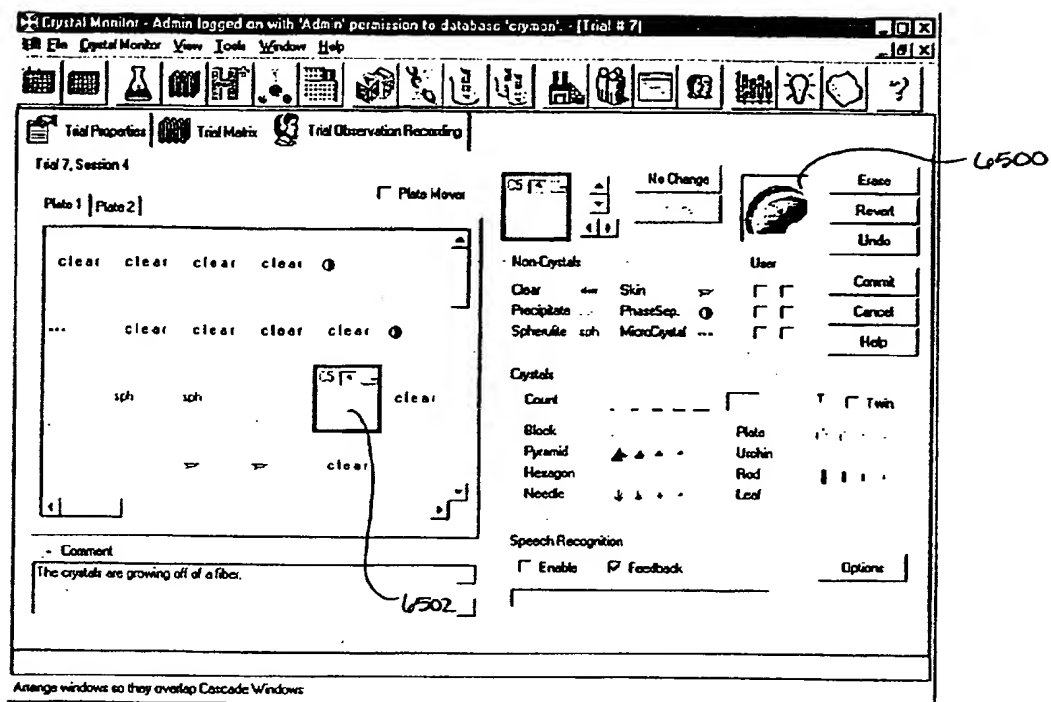 Crystal Monitor - Admin logged on with 'Admin' permission to database 'cryman'. - [Trial # 7]
File Crystal Monitor View Tools Window Help
Trial Properties Trial Matrix Trial Observation Recording
6500
Trial 7, Session 4
Plate 1 Plate 2
Plate Moves
C5
No Change
Erase
Revert
Undo
Commit
Cancel
Help
clear clear clear clear
clear clear clear clear
sph sph C5 clear
clear
Non-Crystals User
Clear Skin
Precipitate PhaseSep.
Spherulite sph MicroCrystal
Crystals
Count T Twin
Block Plate
Pyramid Urchin
Hexagon Rod
Needle Leaf
Comment
The crystals are growing off of a fiber.
6502
Speech Recognition
Enable Feedback Options
Arrange windows so they overlap Cascade Windows